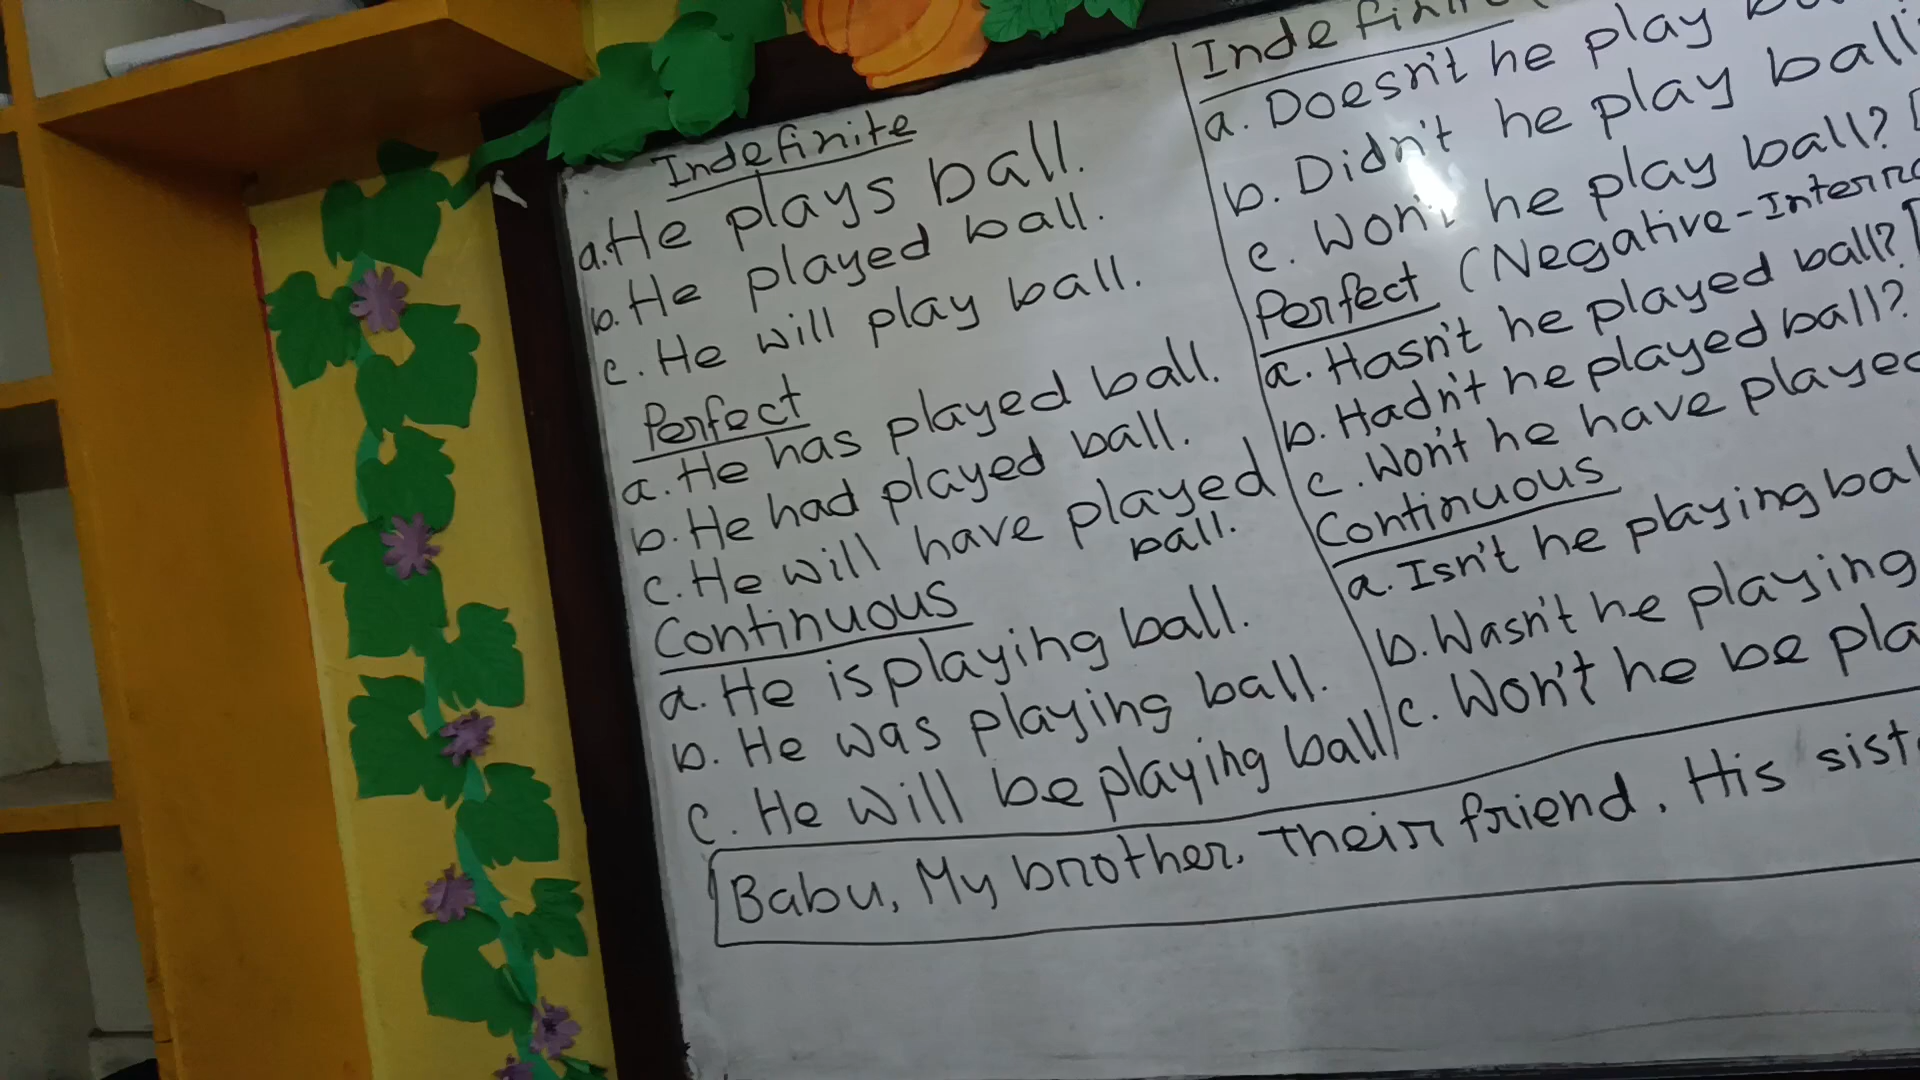 Indefinite
a. He plays ball.
b. He played ball.
c. He will play ball.
Perfect
a. He has played ball.
b. He had played ball.
c. He will have played
ball.
Continuous
a. He is playing ball.
b. He was playing ball.
c. He will be playing ball
Indefinite
a. Doesn't he play
b. Didn't he play ball
c. Won't he play ball?
Perfect (Negative-
a. Hasn't he played ball?
b. Hadn't he played ball?
c. Won't he have played
Continuous
a. Isn't he playing
b. Wasn't he playing
c. Won't he be
Babu, My brother, Their friend. His